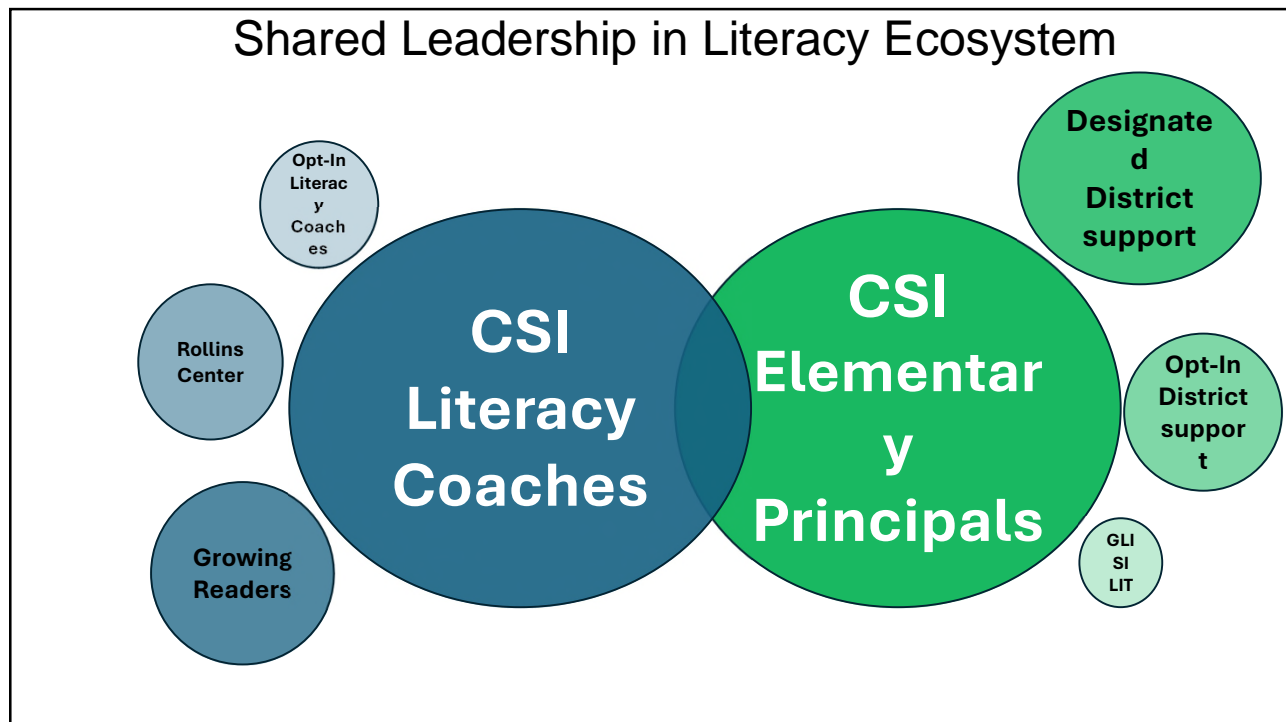 Shared Leadership in Literacy Ecosystem
Opt-In
Literac
y
Coach
es
Rollins
Center
Growing
Readers
CSI
Literacy
Coaches
CSI
Elementar
y
Principals
Designate
d
District
support
Opt-In
District
suppor
t
GLI
SI
LIT